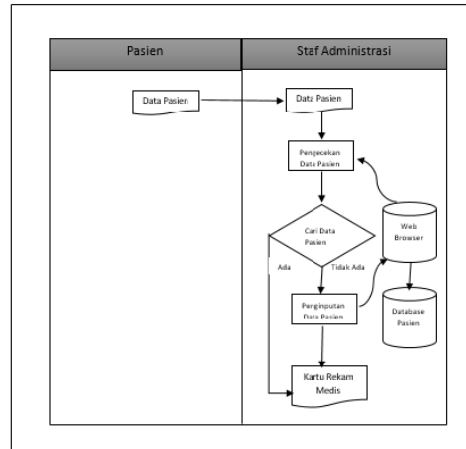 Pasien
Staf Administrasi
Data Pasien
Data Pasien
Pengecekan
Data Pasien
Cari Data
Pasien
Web
Browser
Ada
Tidak Ada
Perginputan
Data Pasien
Database
Pasien
Kartu Rekam
Medis